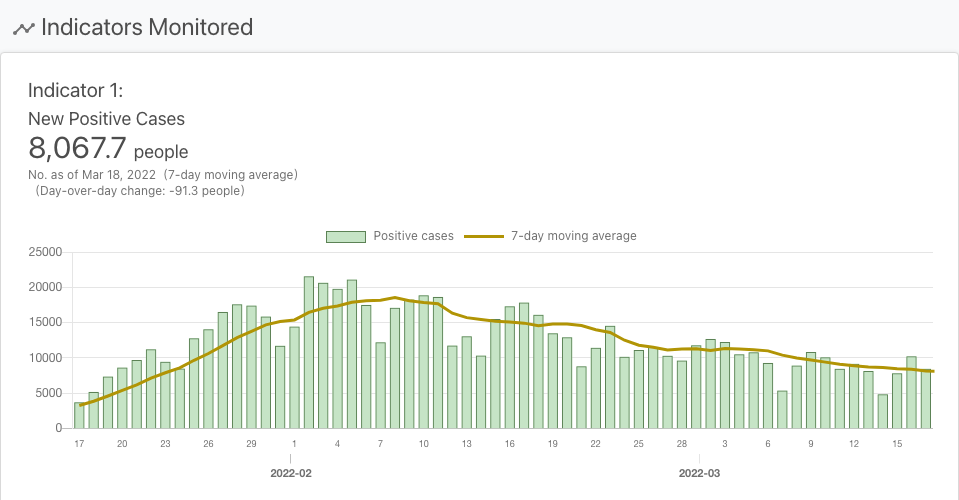 Indicators Monitored
Indicator 1:
New Positive Cases
8,067.7 people
No. as of Mar 18, 2022 (7-day moving average)
(Day-over-day change: -91.3 people)
Positive cases 7-day moving average
25000
20000
15000
10000
5000
0
17 20 23 26 29 1 4 7 10 13 16 19 22 25 28 3 6 9 12 15
2022-02 2022-03